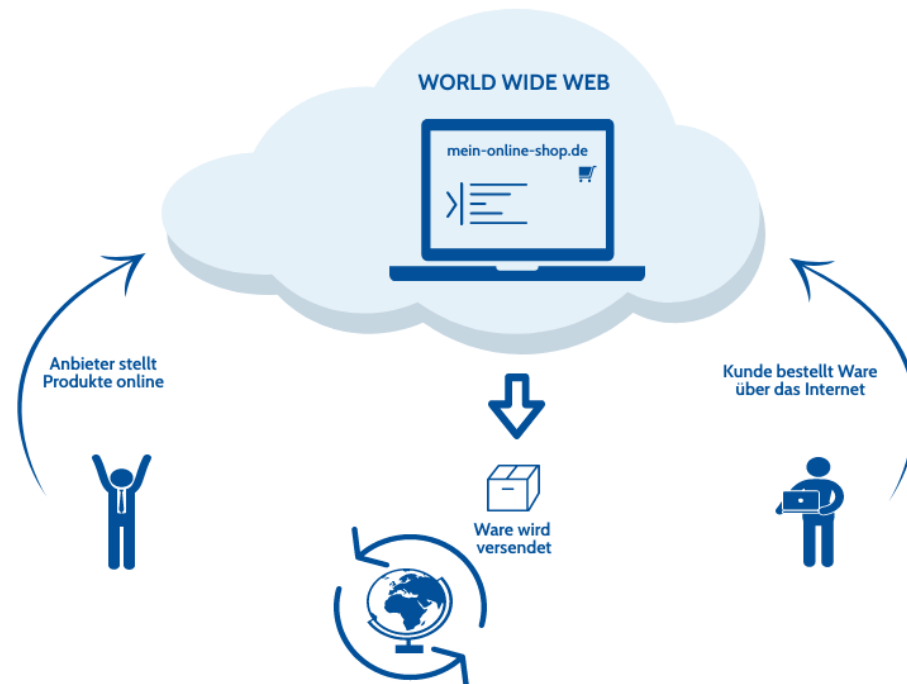 WORLD WIDE WEB
mein-online-shop.de
Anbieter stellt
Produkte online
Kunde bestellt Ware
über das Internet
Ware wird
versendet